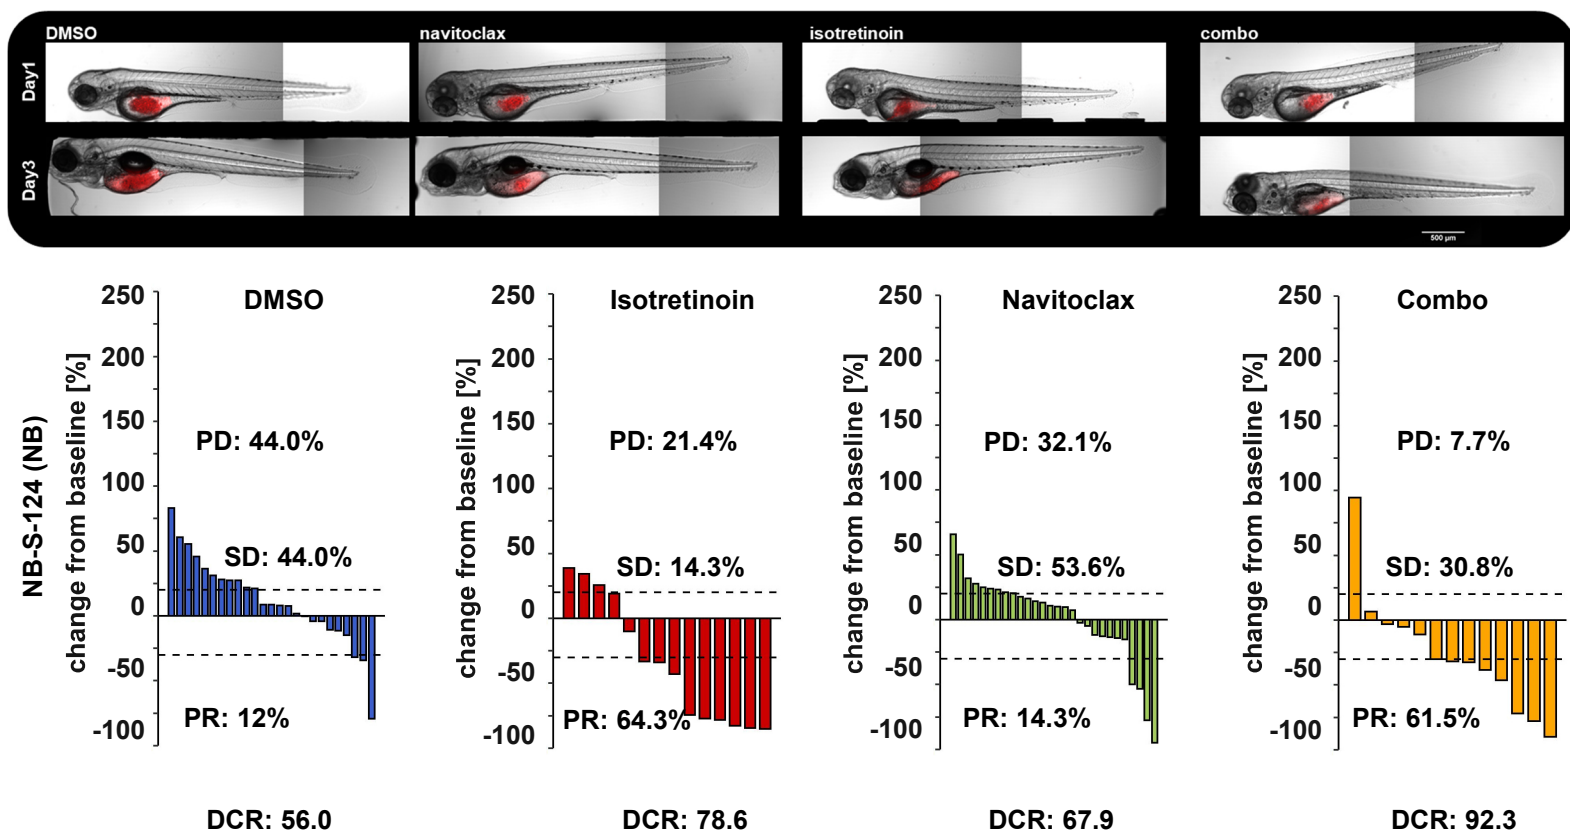 DMSO navitoclax isotretinoin combo
Day1
Day3
500 µm
NB-S-124 (NB)
DMSO
change from baseline [%]
250
200
150
100
50
0
-50
-100
PD: 44.0%
SD: 44.0%
PR: 12%
DCR: 56.0
Isotretinoin
change from baseline [%]
250
200
150
100
50
0
-50
-100
PD: 21.4%
SD: 14.3%
PR: 64.3%
DCR: 78.6
Navitoclax
change from baseline [%]
250
200
150
100
50
0
-50
-100
PD: 32.1%
SD: 53.6%
PR: 14.3%
DCR: 67.9
Combo
change from baseline [%]
250
200
150
100
50
0
-50
-100
PD: 7.7%
SD: 30.8%
PR: 61.5%
DCR: 92.3